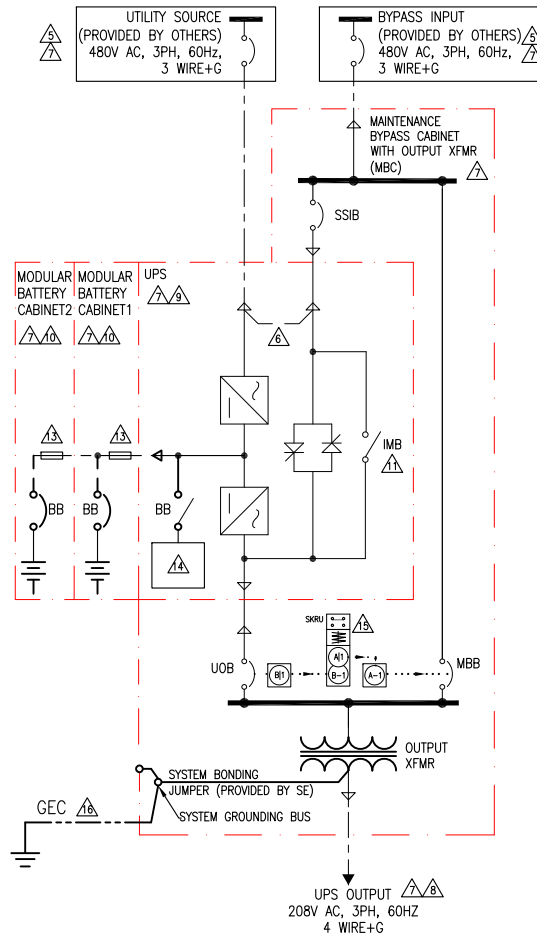 UTILITY SOURCE
(PROVIDED BY OTHERS)
480V AC, 3PH, 60Hz,
3 WIRE+G
5
7
BYPASS INPUT
(PROVIDED BY OTHERS)
480V AC, 3PH, 60Hz,
3 WIRE+G
5
7
MAINTENANCE
BYPASS CABINET
WITH OUTPUT XFMR
(MBC)
7
SSIB
MODULAR
BATTERY
CABINET2
7 10
MODULAR
BATTERY
CABINET1
7 10
UPS
7 9
6
13
13
IMB
11
BB
BB
BB
14
SKRU
15
A|1
B-1
B|1
A-1
UOB
MBB
OUTPUT
XFMR
SYSTEM BONDING
JUMPER (PROVIDED BY SE)
SYSTEM GROUNDING BUS
GEC 16
UPS OUTPUT 7 8
208V AC, 3PH, 60HZ
4 WIRE+G